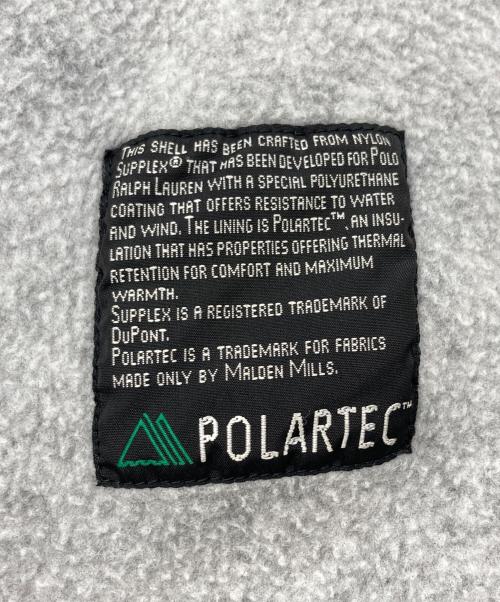 This shell has been crafted from nylon
Supplex® that has been developed for Polo
Ralph Lauren with a special polyurethane
coating that offers resistance to water
and wind. The lining is Polartec™, an insu-
lation that has properties offering thermal
retention for comfort and maximum
warmth.
Supplex is a registered trademark of
DuPont.
Polartec is a trademark for fabrics
made only by Malden Mills.
POLARTEC™